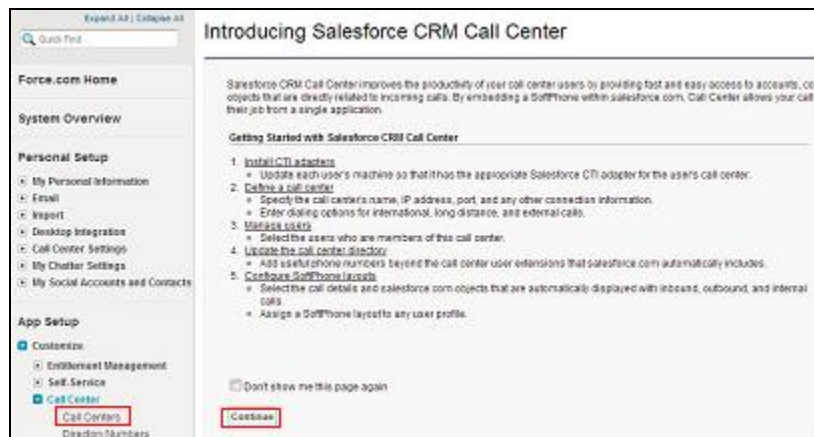 Expand All | Collapse All
Quick Find
Force.com Home
System Overview
Personal Setup
My Personal Information
Email
Import
Desktop Integration
Call Center Settings
My Chatter Settings
My Social Accounts and Contacts
App Setup
Customize
Entitlement Management
Self-Service
Call Center
Call Centers
Direction Numbers
Introducing Salesforce CRM Call Center
Salesforce CRM Call Center improves the productivity of your call center users by providing fast and easy access to accounts, co
objects that are directly related to incoming calls. By embedding a SoftPhone within salesforce.com, Call Center allows your call
their job from a single application.
Getting Started with Salesforce CRM Call Center
1. Install CTI adapters
Update each user's machine so that it has the appropriate Salesforce CTI adapter for the user's call center.
2. Define a call center
Specify the call center's name, IP address, port, and any other connection information.
Enter dialing options for international, long distance, and external calls.
3. Manage users
Select the users who are members of this call center.
4. Update the call center directory
Add useful phone numbers beyond the call center user extensions that salesforce.com automatically includes.
5. Configure SoftPhone layouts
Select the call details and salesforce.com objects that are automatically displayed with inbound, outbound, and internal
calls.
Assign a SoftPhone layout to any user profile.
Don't show me this page again
Continue